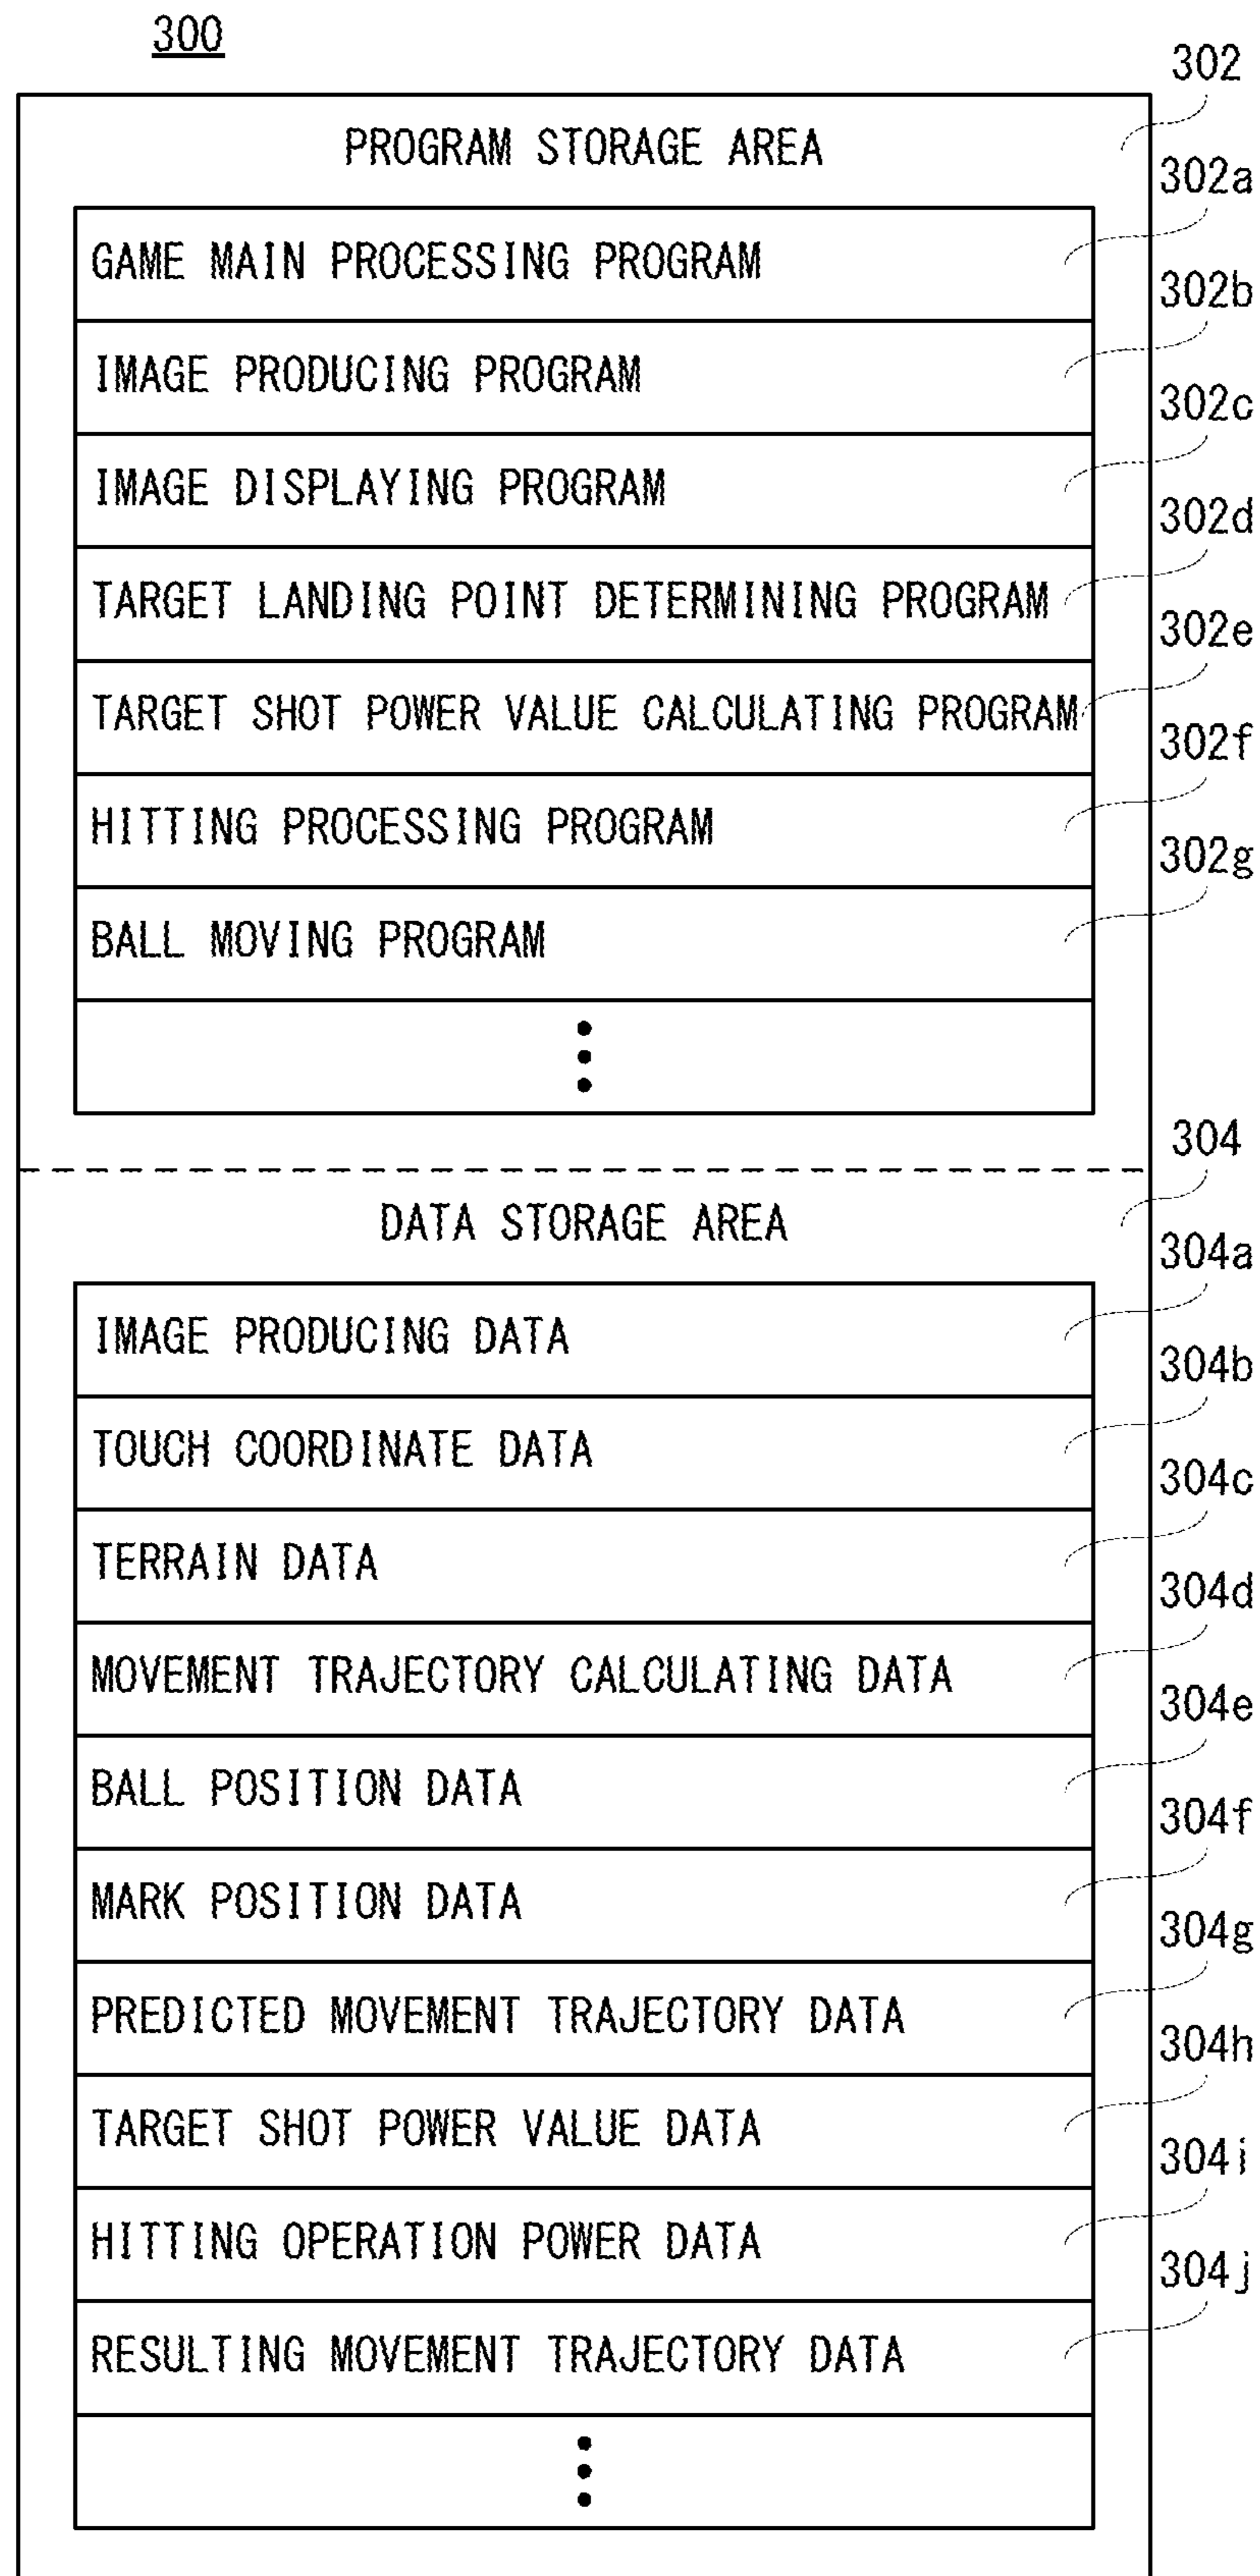 300
302
PROGRAM STORAGE AREA
302a
GAME MAIN PROCESSING PROGRAM
302b
IMAGE PRODUCING PROGRAM
302c
IMAGE DISPLAYING PROGRAM
302d
TARGET LANDING POINT DETERMINING PROGRAM
302e
TARGET SHOT POWER VALUE CALCULATING PROGRAM
302f
HITTING PROCESSING PROGRAM
302g
BALL MOVING PROGRAM
304
DATA STORAGE AREA
304a
IMAGE PRODUCING DATA
304b
TOUCH COORDINATE DATA
304c
TERRAIN DATA
304d
MOVEMENT TRAJECTORY CALCULATING DATA
304e
BALL POSITION DATA
304f
MARK POSITION DATA
304g
PREDICTED MOVEMENT TRAJECTORY DATA
304h
TARGET SHOT POWER VALUE DATA
304i
HITTING OPERATION POWER DATA
304j
RESULTING MOVEMENT TRAJECTORY DATA